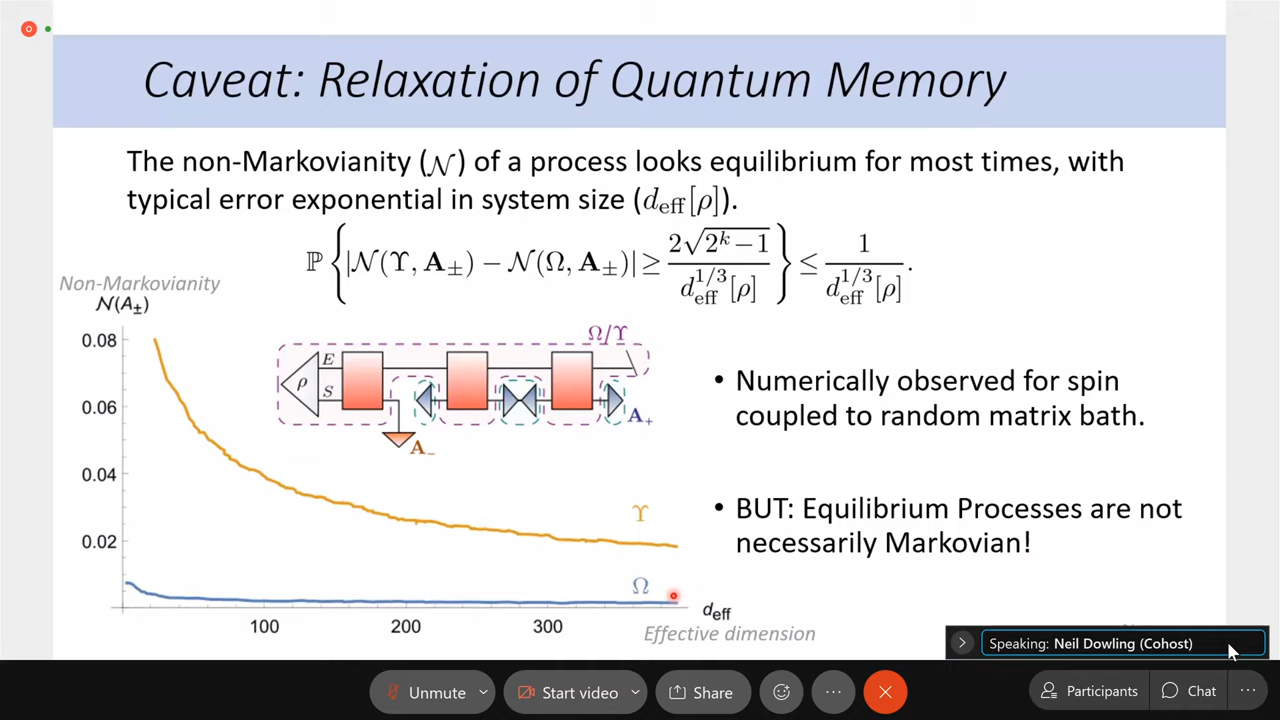 Caveat: Relaxation of Quantum Memory
The non-Markovianity (𝒩) of a process looks equilibrium for most times, with
typical error exponential in system size (d_eff[ρ]).
ℙ{|𝒩(ϒ, A±) − 𝒩(Ω, A±)| ≥ 2√(2^k − 1) / d_eff^{1/3}[ρ]} ≤ 1 / d_eff^{1/3}[ρ].
Non-Markovianity
𝒩(A±)
0.08
0.06
0.04
0.02
100
200
300
d_eff
Effective dimension
Ω/ϒ
ρ
E
S
A₊
A₋
ϒ
Ω
• Numerically observed for spin
coupled to random matrix bath.
• BUT: Equilibrium Processes are not
necessarily Markovian!
Speaking: Neil Dowling (Cohost)
Unmute
Start video
Share
Participants
Chat